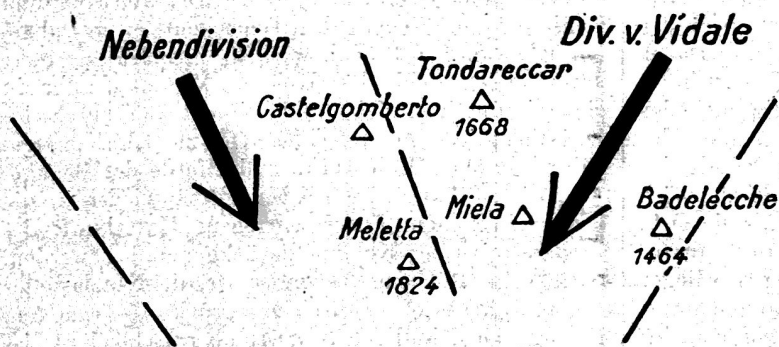 Nebendivision
Div. v. Vidale
Tondareccar
1668
Castelgomberto
Miela
Badelecche
1464
Meletta
1824